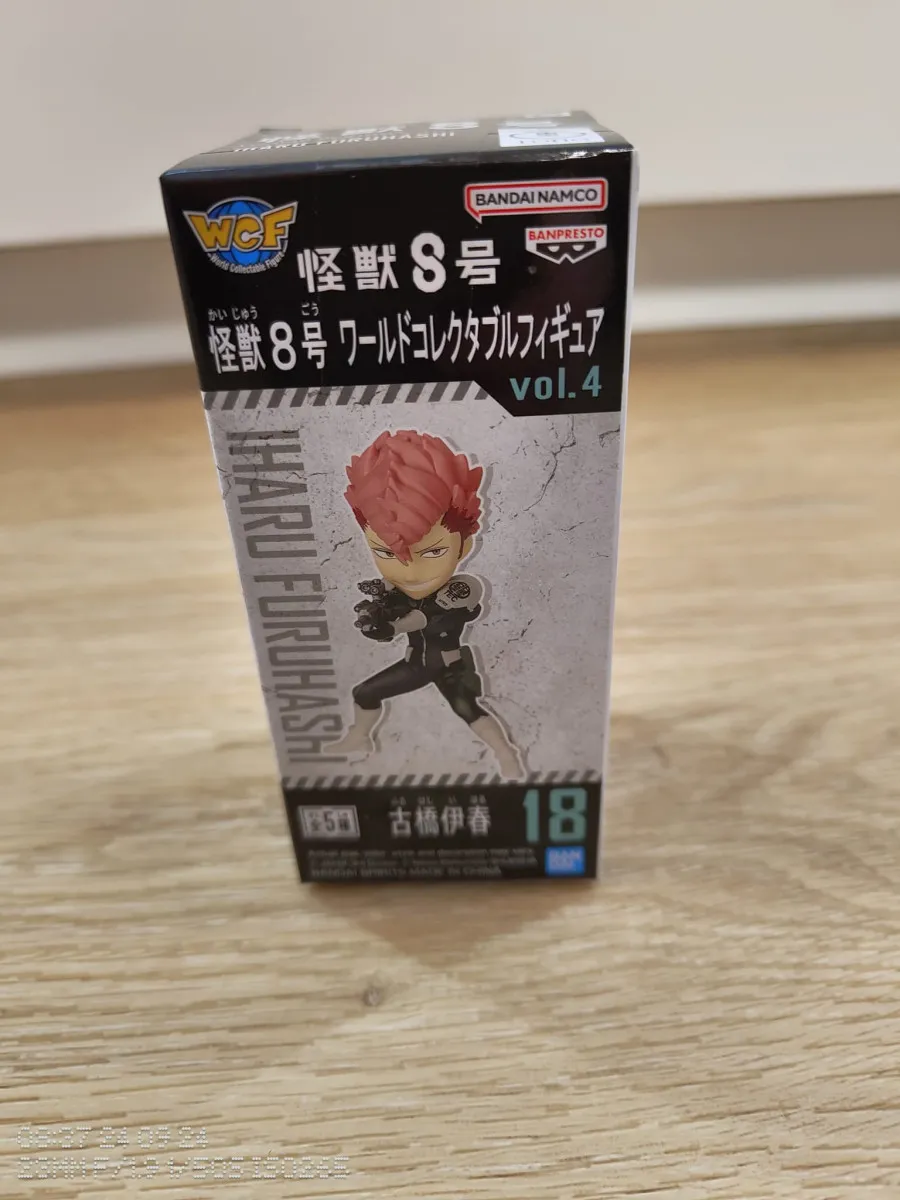 IHARU FURUHASHI
BANDAI NAMCO
WCF
World Collectable Figure
BANPRESTO
怪獣8号
かいじゅう ごう
怪獣8号 ワールドコレクタブルフィギュア
vol.4
IHARU FURUHASHI
TEC
全5種
ふる はし い はる
古橋伊春
18
BAN
DAI
BANDAI SPIRITS MADE IN CHINA